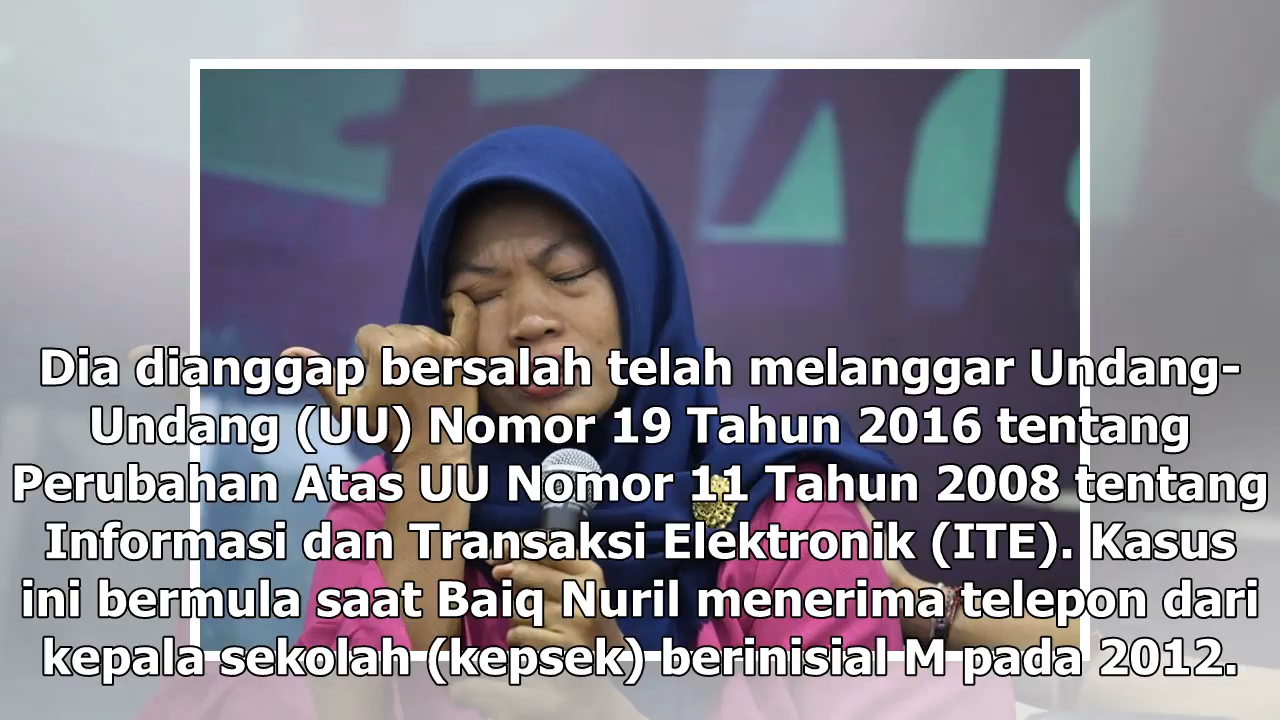 Dia dianggap bersalah telah melanggar Undang-
Undang (UU) Nomor 19 Tahun 2016 tentang
Perubahan Atas UU Nomor 11 Tahun 2008 tentang
Informasi dan Transaksi Elektronik (ITE). Kasus
ini bermula saat Baiq Nuril menerima telepon dari
kepala sekolah (kepsek) berinisial M pada 2012.